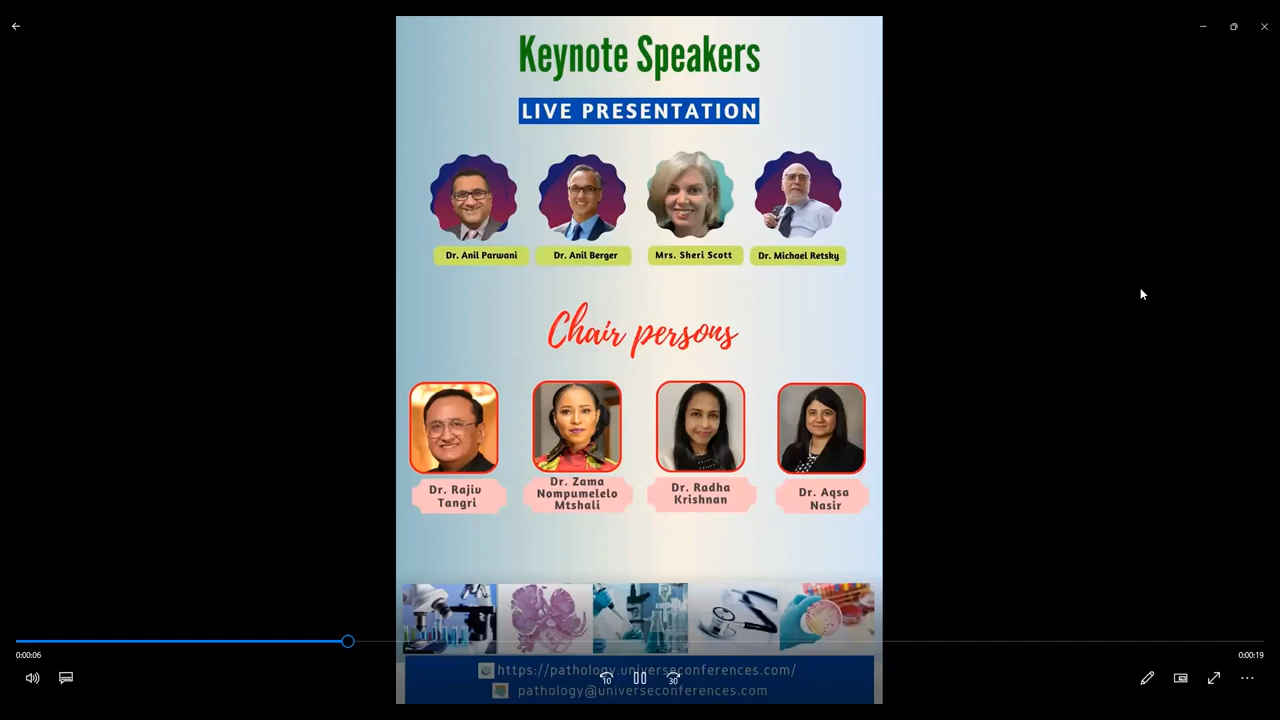 Keynote Speakers
LIVE PRESENTATION
Dr. Anil Parwani
Dr. Anil Berger
Mrs. Sheri Scott
Dr. Michael Retsky
Chair persons
Dr. Rajiv
Tangri
Dr. Zama
Nompumelelo
Mtshali
Dr. Radha
Krishnan
Dr. Aqsa
Nasir
0:00:06
0:00:19
https://pathology.universeconferences.com/
10
30
pathology@universeconferences.com